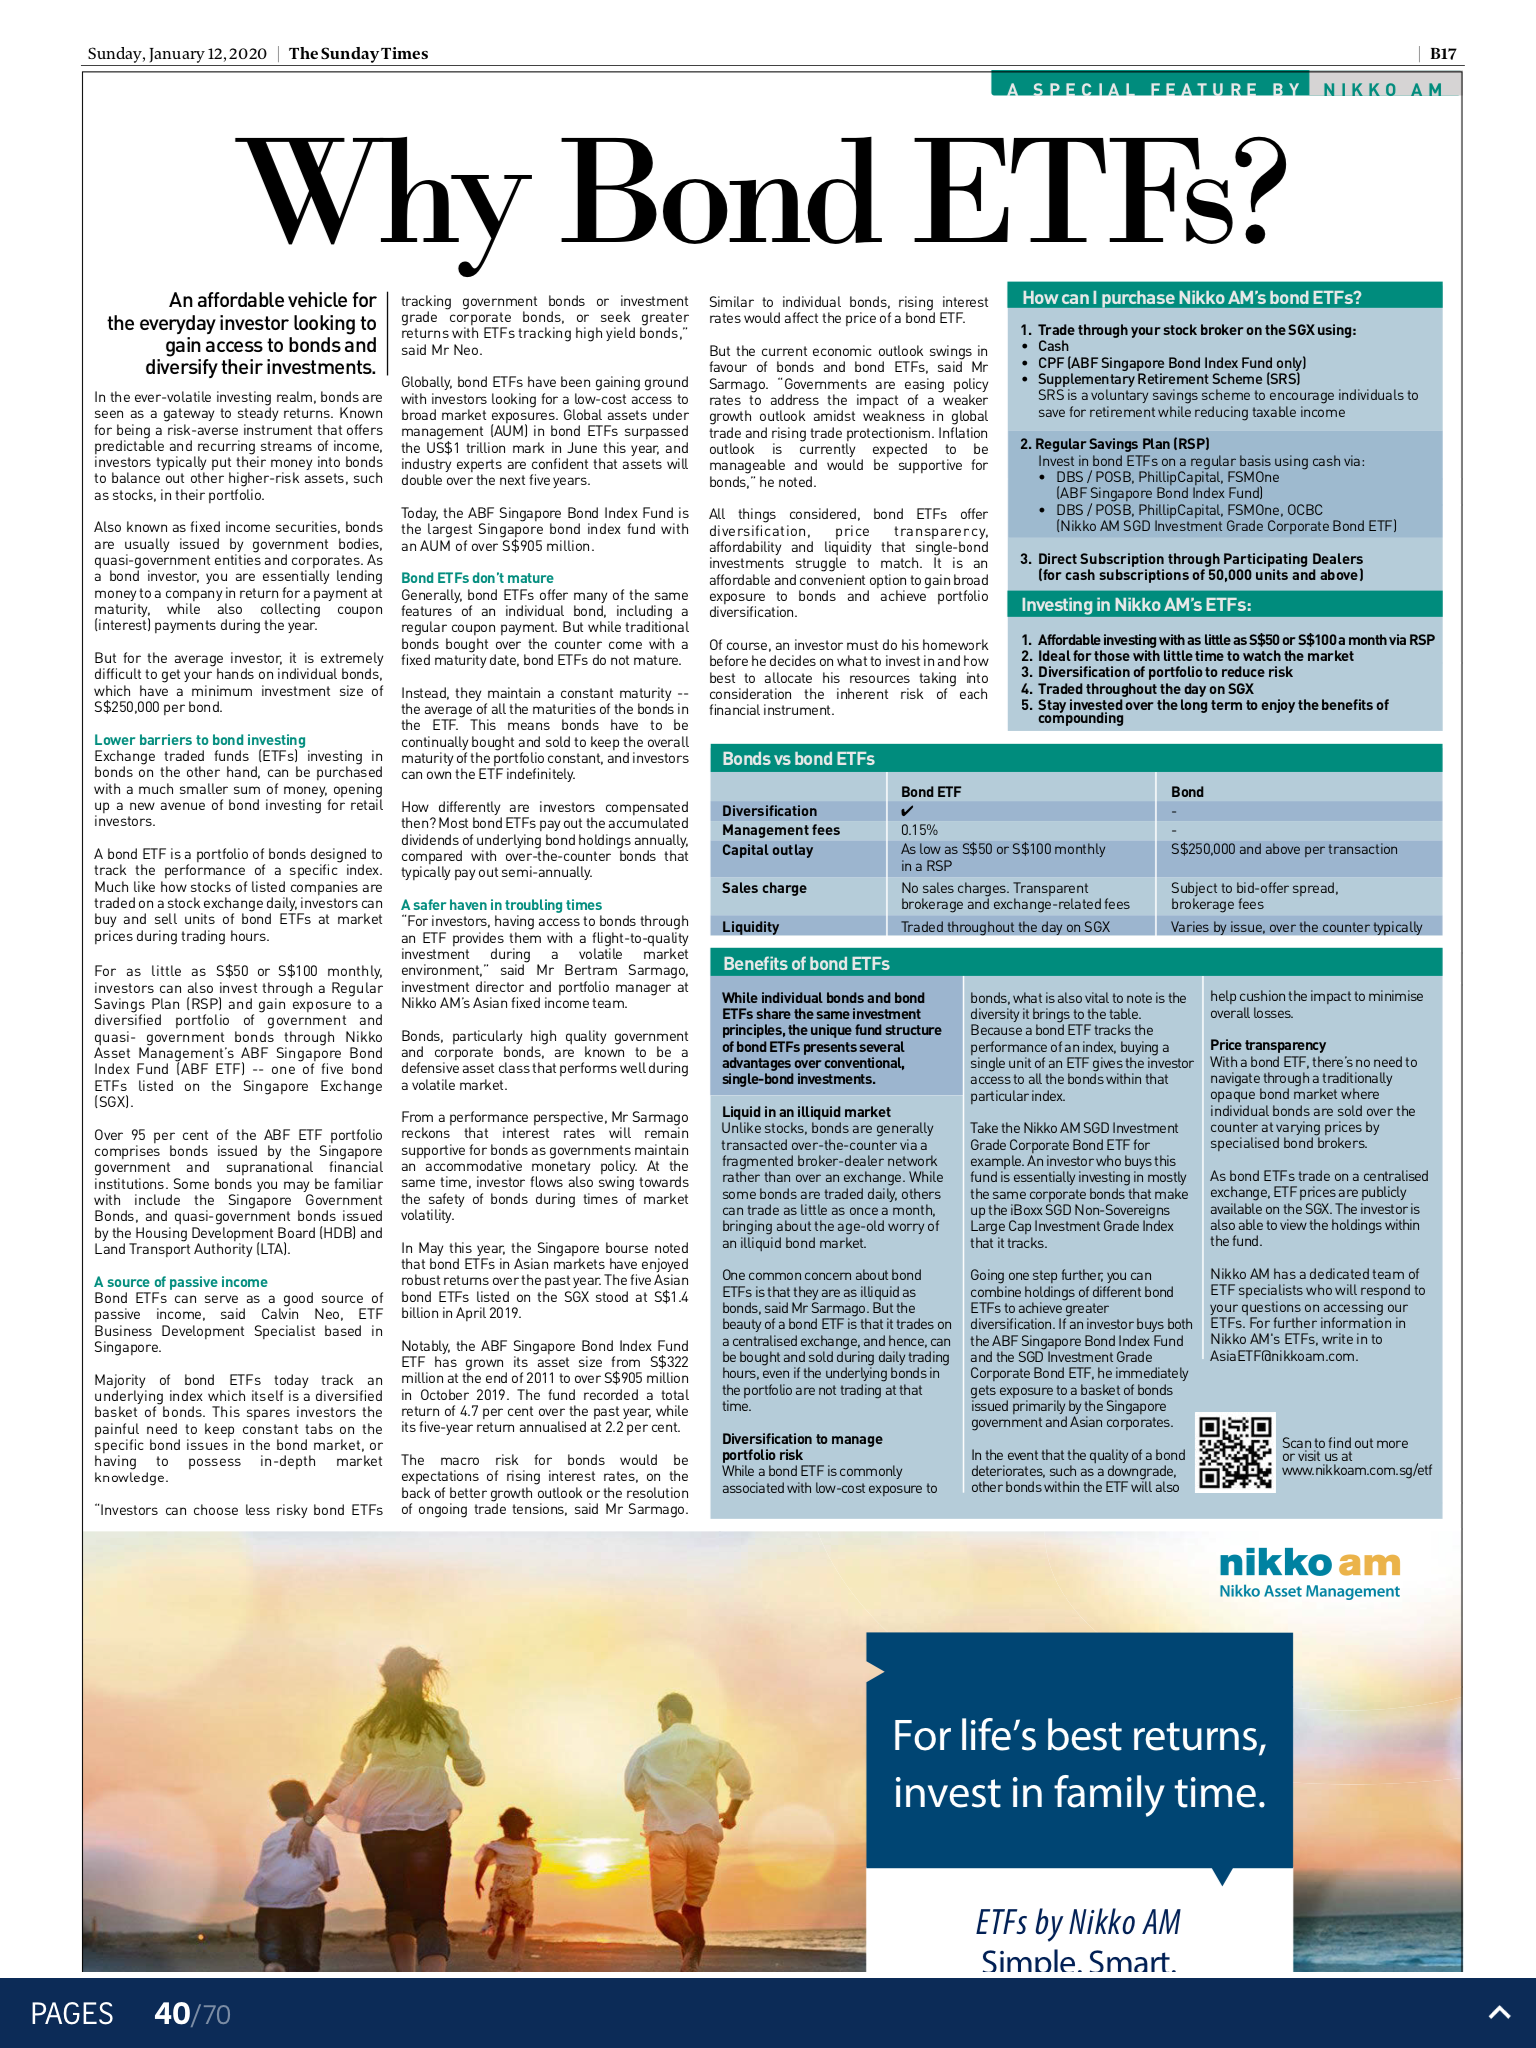 Sunday, January 12, 2020 | The Sunday Times
| B17
A SPECIAL FEATURE BY NIKKO AM
Why Bond ETFs?
An affordable vehicle for
the everyday investor looking to
gain access to bonds and
diversify their investments.
In the ever-volatile investing realm, bonds are
seen as a gateway to steady returns. Known
for being a risk-averse instrument that offers
predictable and recurring streams of income,
investors typically put their money into bonds
to balance out other higher-risk assets, such
as stocks, in their portfolio.
Also known as fixed income securities, bonds
are usually issued by government bodies,
quasi-government entities and corporates. As
a bond investor, you are essentially lending
money to a company in return for a payment at
maturity, while also collecting coupon
(interest) payments during the year.
But for the average investor, it is extremely
difficult to get your hands on individual bonds,
which have a minimum investment size of
S$250,000 per bond.
Lower barriers to bond investing
Exchange traded funds (ETFs) investing in
bonds on the other hand, can be purchased
with a much smaller sum of money, opening
up a new avenue of bond investing for retail
investors.
A bond ETF is a portfolio of bonds designed to
track the performance of a specific index.
Much like how stocks of listed companies are
traded on a stock exchange daily, investors can
buy and sell units of bond ETFs at market
prices during trading hours.
For as little as S$50 or S$100 monthly,
investors can also invest through a Regular
Savings Plan (RSP) and gain exposure to a
diversified portfolio of government and
quasi- government bonds through Nikko
Asset Management's ABF Singapore Bond
Index Fund (ABF ETF) -- one of five bond
ETFs listed on the Singapore Exchange
(SGX).
Over 95 per cent of the ABF ETF portfolio
comprises bonds issued by the Singapore
government and supranational financial
institutions. Some bonds you may be familiar
with include the Singapore Government
Bonds, and quasi-government bonds issued
by the Housing Development Board (HDB) and
Land Transport Authority (LTA).
A source of passive income
Bond ETFs can serve as a good source of
passive income, said Calvin Neo, ETF
Business Development Specialist based in
Singapore.
Majority of bond ETFs today track an
underlying index which itself is a diversified
basket of bonds. This spares investors the
painful need to keep constant tabs on the
specific bond issues in the bond market, or
having to possess in-depth market
knowledge.
"Investors can choose less risky bond ETFs
tracking government bonds or investment
grade corporate bonds, or seek greater
returns with ETFs tracking high yield bonds,"
said Mr Neo.
Globally, bond ETFs have been gaining ground
with investors looking for a low-cost access to
broad market exposures. Global assets under
management (AUM) in bond ETFs surpassed
the US$1 trillion mark in June this year, and
industry experts are confident that assets will
double over the next five years.
Today, the ABF Singapore Bond Index Fund is
the largest Singapore bond index fund with
an AUM of over S$905 million.
Bond ETFs don't mature
Generally, bond ETFs offer many of the same
features of an individual bond, including a
regular coupon payment. But while traditional
bonds bought over the counter come with a
fixed maturity date, bond ETFs do not mature.
Instead, they maintain a constant maturity --
the average of all the maturities of the bonds in
the ETF. This means bonds have to be
continually bought and sold to keep the overall
maturity of the portfolio constant, and investors
can own the ETF indefinitely.
How differently are investors compensated
then? Most bond ETFs pay out the accumulated
dividends of underlying bond holdings annually,
compared with over-the-counter bonds that
typically pay out semi-annually.
A safer haven in troubling times
"For investors, having access to bonds through
an ETF provides them with a flight-to-quality
investment during a volatile market
environment," said Mr Bertram Sarmago,
investment director and portfolio manager at
Nikko AM's Asian fixed income team.
Bonds, particularly high quality government
and corporate bonds, are known to be a
defensive asset class that performs well during
a volatile market.
From a performance perspective, Mr Sarmago
reckons that interest rates will remain
supportive for bonds as governments maintain
an accommodative monetary policy. At the
same time, investor flows also swing towards
the safety of bonds during times of market
volatility.
In May this year, the Singapore bourse noted
that bond ETFs in Asian markets have enjoyed
robust returns over the past year. The five Asian
bond ETFs listed on the SGX stood at S$1.4
billion in April 2019.
Notably, the ABF Singapore Bond Index Fund
ETF has grown its asset size from S$322
million at the end of 2011 to over S$905 million
in October 2019. The fund recorded a total
return of 4.7 per cent over the past year, while
its five-year return annualised at 2.2 per cent.
The macro risk for bonds would be
expectations of rising interest rates, on the
back of better growth outlook or the resolution
of ongoing trade tensions, said Mr Sarmago.
Similar to individual bonds, rising interest
rates would affect the price of a bond ETF.
But the current economic outlook swings in
favour of bonds and bond ETFs, said Mr
Sarmago. "Governments are easing policy
rates to address the impact of a weaker
growth outlook amidst weakness in global
trade and rising trade protectionism. Inflation
outlook is currently expected to be
manageable and would be supportive for
bonds," he noted.
All things considered, bond ETFs offer
diversification, price transparency,
affordability and liquidity that single-bond
investments struggle to match. It is an
affordable and convenient option to gain broad
exposure to bonds and achieve portfolio
diversification.
Of course, an investor must do his homework
before he decides on what to invest in and how
best to allocate his resources taking into
consideration the inherent risk of each
financial instrument.
How can I purchase Nikko AM's bond ETFs?
1. Trade through your stock broker on the SGX using:
• Cash
• CPF (ABF Singapore Bond Index Fund only)
• Supplementary Retirement Scheme (SRS)
SRS is a voluntary savings scheme to encourage individuals to
save for retirement while reducing taxable income
2. Regular Savings Plan (RSP)
Invest in bond ETFs on a regular basis using cash via:
• DBS / POSB, PhillipCapital, FSMOne
(ABF Singapore Bond Index Fund)
• DBS / POSB, PhillipCapital, FSMOne, OCBC
(Nikko AM SGD Investment Grade Corporate Bond ETF)
3. Direct Subscription through Participating Dealers
(for cash subscriptions of 50,000 units and above)
Investing in Nikko AM's ETFs:
1. Affordable investing with as little as S$50 or S$100 a month via RSP
2. Ideal for those with little time to watch the market
3. Diversification of portfolio to reduce risk
4. Traded throughout the day on SGX
5. Stay invested over the long term to enjoy the benefits of
compounding
Bonds vs bond ETFs
Bond ETF Bond
Diversification ✔ -
Management fees 0.15% -
Capital outlay As low as S$50 or S$100 monthly S$250,000 and above per transaction
in a RSP
Sales charge No sales charges. Transparent Subject to bid-offer spread,
brokerage and exchange-related fees brokerage fees
Liquidity Traded throughout the day on SGX Varies by issue, over the counter typically
Benefits of bond ETFs
While individual bonds and bond
ETFs share the same investment
principles, the unique fund structure
of bond ETFs presents several
advantages over conventional,
single-bond investments.
Liquid in an illiquid market
Unlike stocks, bonds are generally
transacted over-the-counter via a
fragmented broker-dealer network
rather than over an exchange. While
some bonds are traded daily, others
can trade as little as once a month,
bringing about the age-old worry of
an illiquid bond market.
One common concern about bond
ETFs is that they are as illiquid as
bonds, said Mr Sarmago. But the
beauty of a bond ETF is that it trades on
a centralised exchange, and hence, can
be bought and sold during daily trading
hours, even if the underlying bonds in
the portfolio are not trading at that
time.
Diversification to manage
portfolio risk
While a bond ETF is commonly
associated with low-cost exposure to
bonds, what is also vital to note is the
diversity it brings to the table.
Because a bond ETF tracks the
performance of an index, buying a
single unit of an ETF gives the investor
access to all the bonds within that
particular index.
Take the Nikko AM SGD Investment
Grade Corporate Bond ETF for
example. An investor who buys this
fund is essentially investing in mostly
the same corporate bonds that make
up the iBoxx SGD Non-Sovereigns
Large Cap Investment Grade Index
that it tracks.
Going one step further, you can
combine holdings of different bond
ETFs to achieve greater
diversification. If an investor buys both
the ABF Singapore Bond Index Fund
and the SGD Investment Grade
Corporate Bond ETF, he immediately
gets exposure to a basket of bonds
issued primarily by the Singapore
government and Asian corporates.
In the event that the quality of a bond
deteriorates, such as a downgrade,
other bonds within the ETF will also
help cushion the impact to minimise
overall losses.
Price transparency
With a bond ETF, there's no need to
navigate through a traditionally
opaque bond market where
individual bonds are sold over the
counter at varying prices by
specialised bond brokers.
As bond ETFs trade on a centralised
exchange, ETF prices are publicly
available on the SGX. The investor is
also able to view the holdings within
the fund.
Nikko AM has a dedicated team of
ETF specialists who will respond to
your questions on accessing our
ETFs. For further information in
Nikko AM's ETFs, write in to
AsiaETF@nikkoam.com.
Scan to find out more
or visit us at
www.nikkoam.com.sg/etf
nikko am
Nikko Asset Management
For life's best returns,
invest in family time.
ETFs by Nikko AM
Simple. Smart.
PAGES 40/70